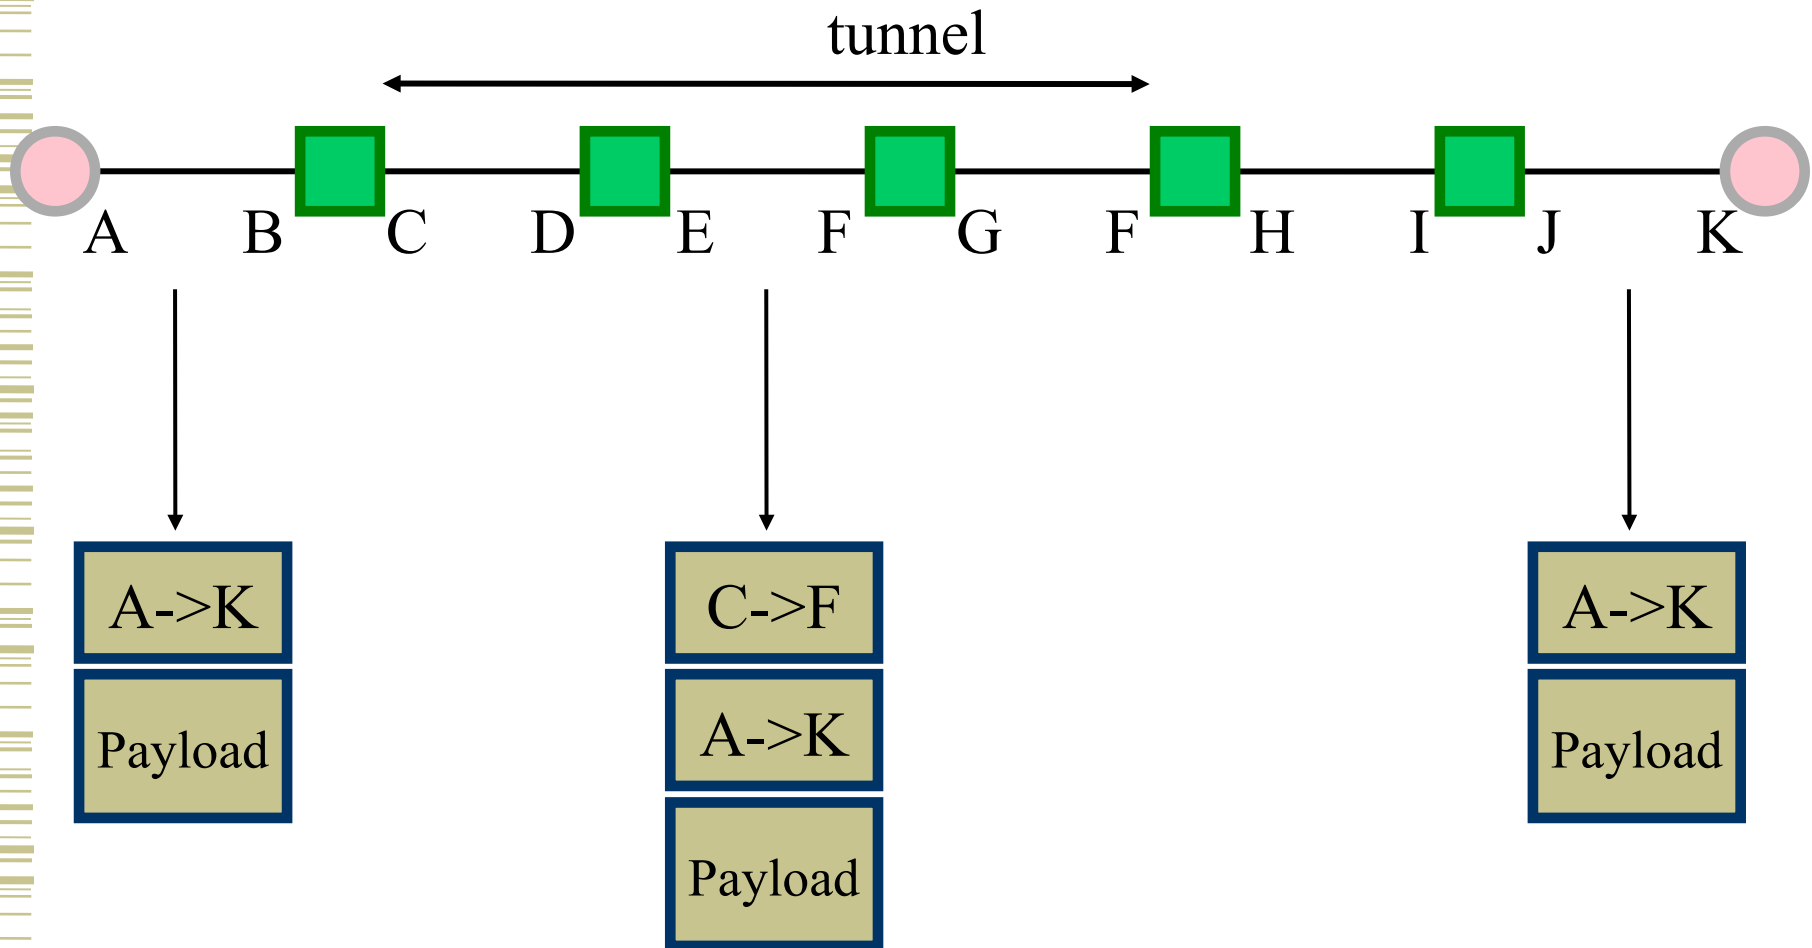 tunnel
A B C D E F G F H I J K
A->K C->F A->K
Payload A->K Payload
Payload